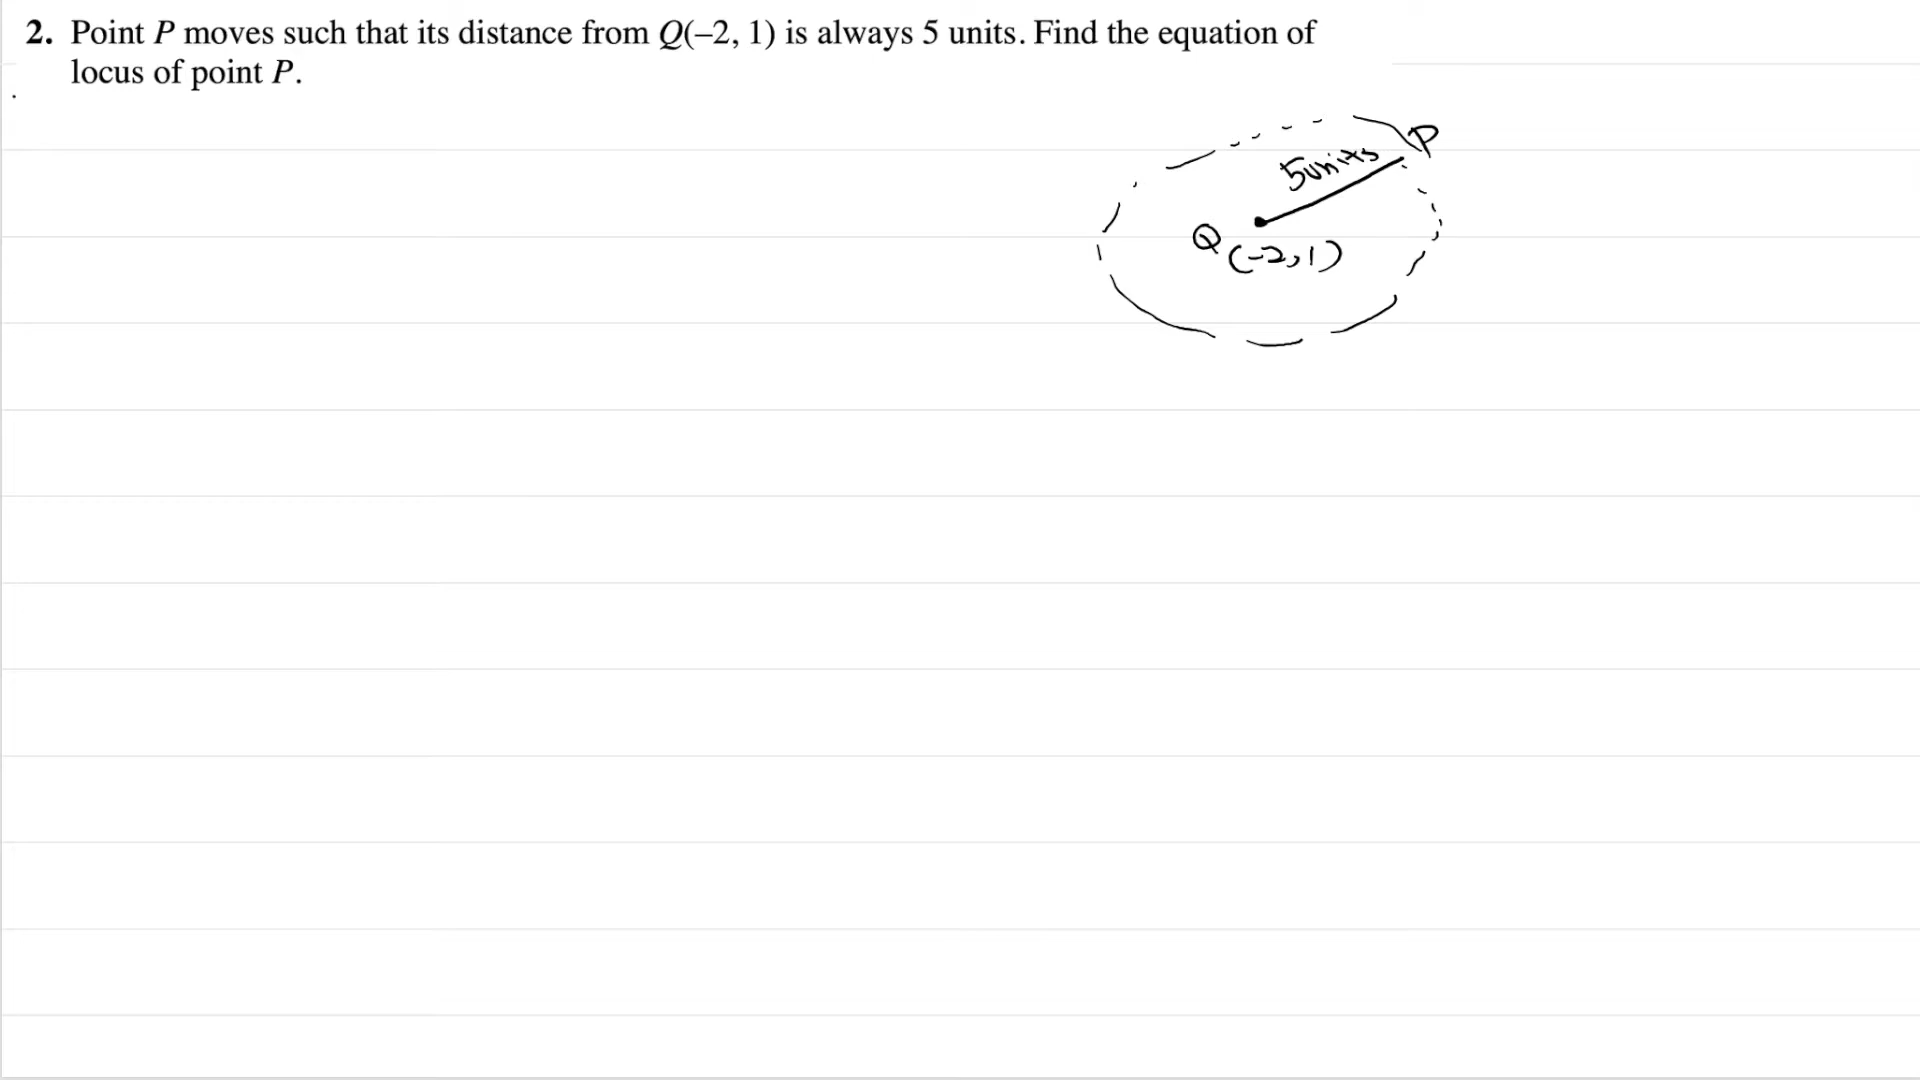 2. Point P moves such that its distance from Q(–2, 1) is always 5 units. Find the equation of
locus of point P.
P
5units
Q(-2,1)